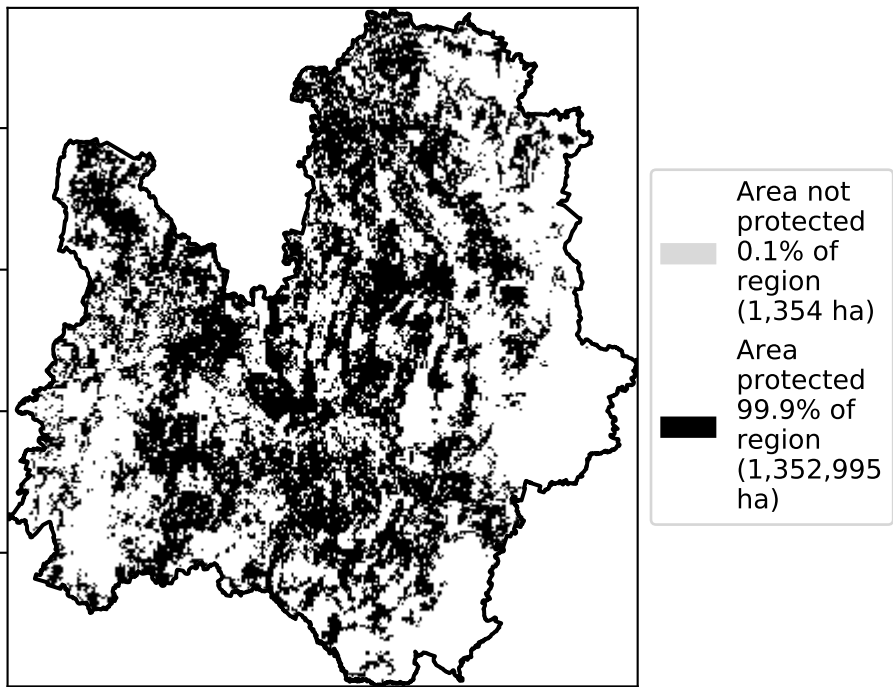 Area not
protected
0.1% of
region
(1,354 ha)
Area
protected
99.9% of
region
(1,352,995
ha)